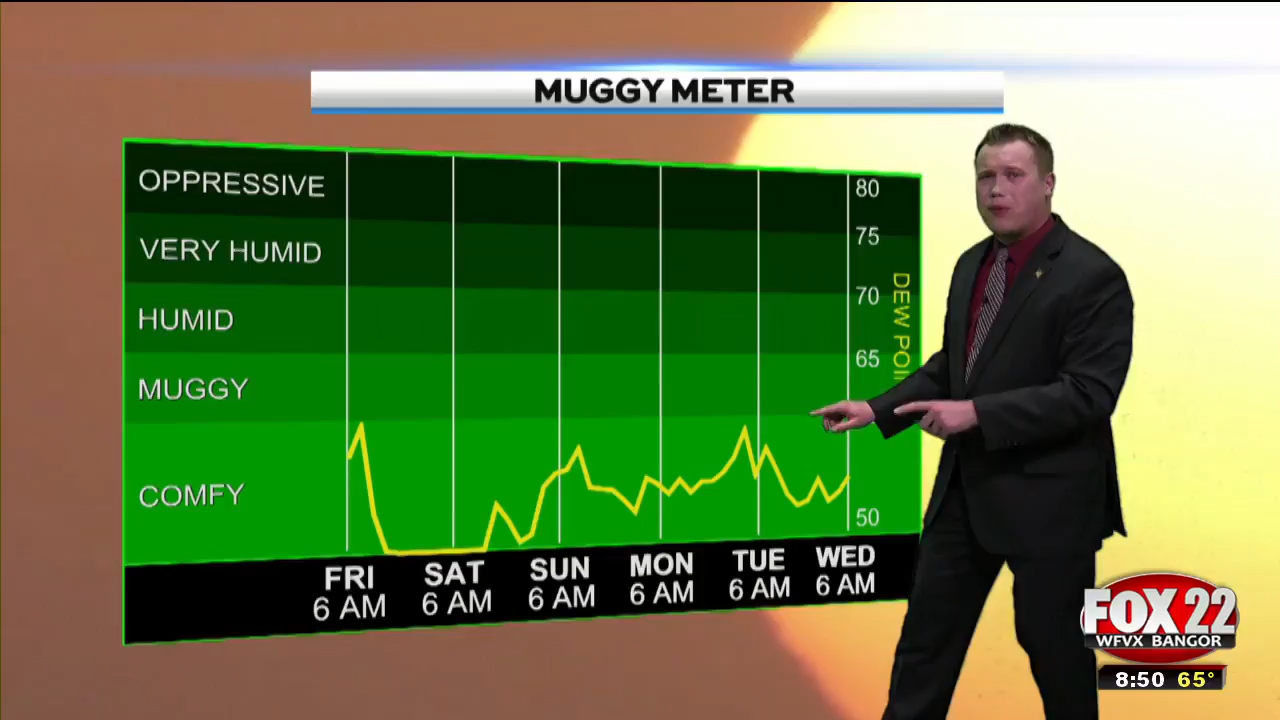 MUGGY METER
OPPRESSIVE
VERY HUMID
HUMID
MUGGY
COMFY
80
75
70
65
50
DEW POI
FRI SAT SUN MON TUE WED
6 AM 6 AM 6 AM 6 AM 6 AM 6 AM
FOX 22
WFVX BANGOR
8:50 65°